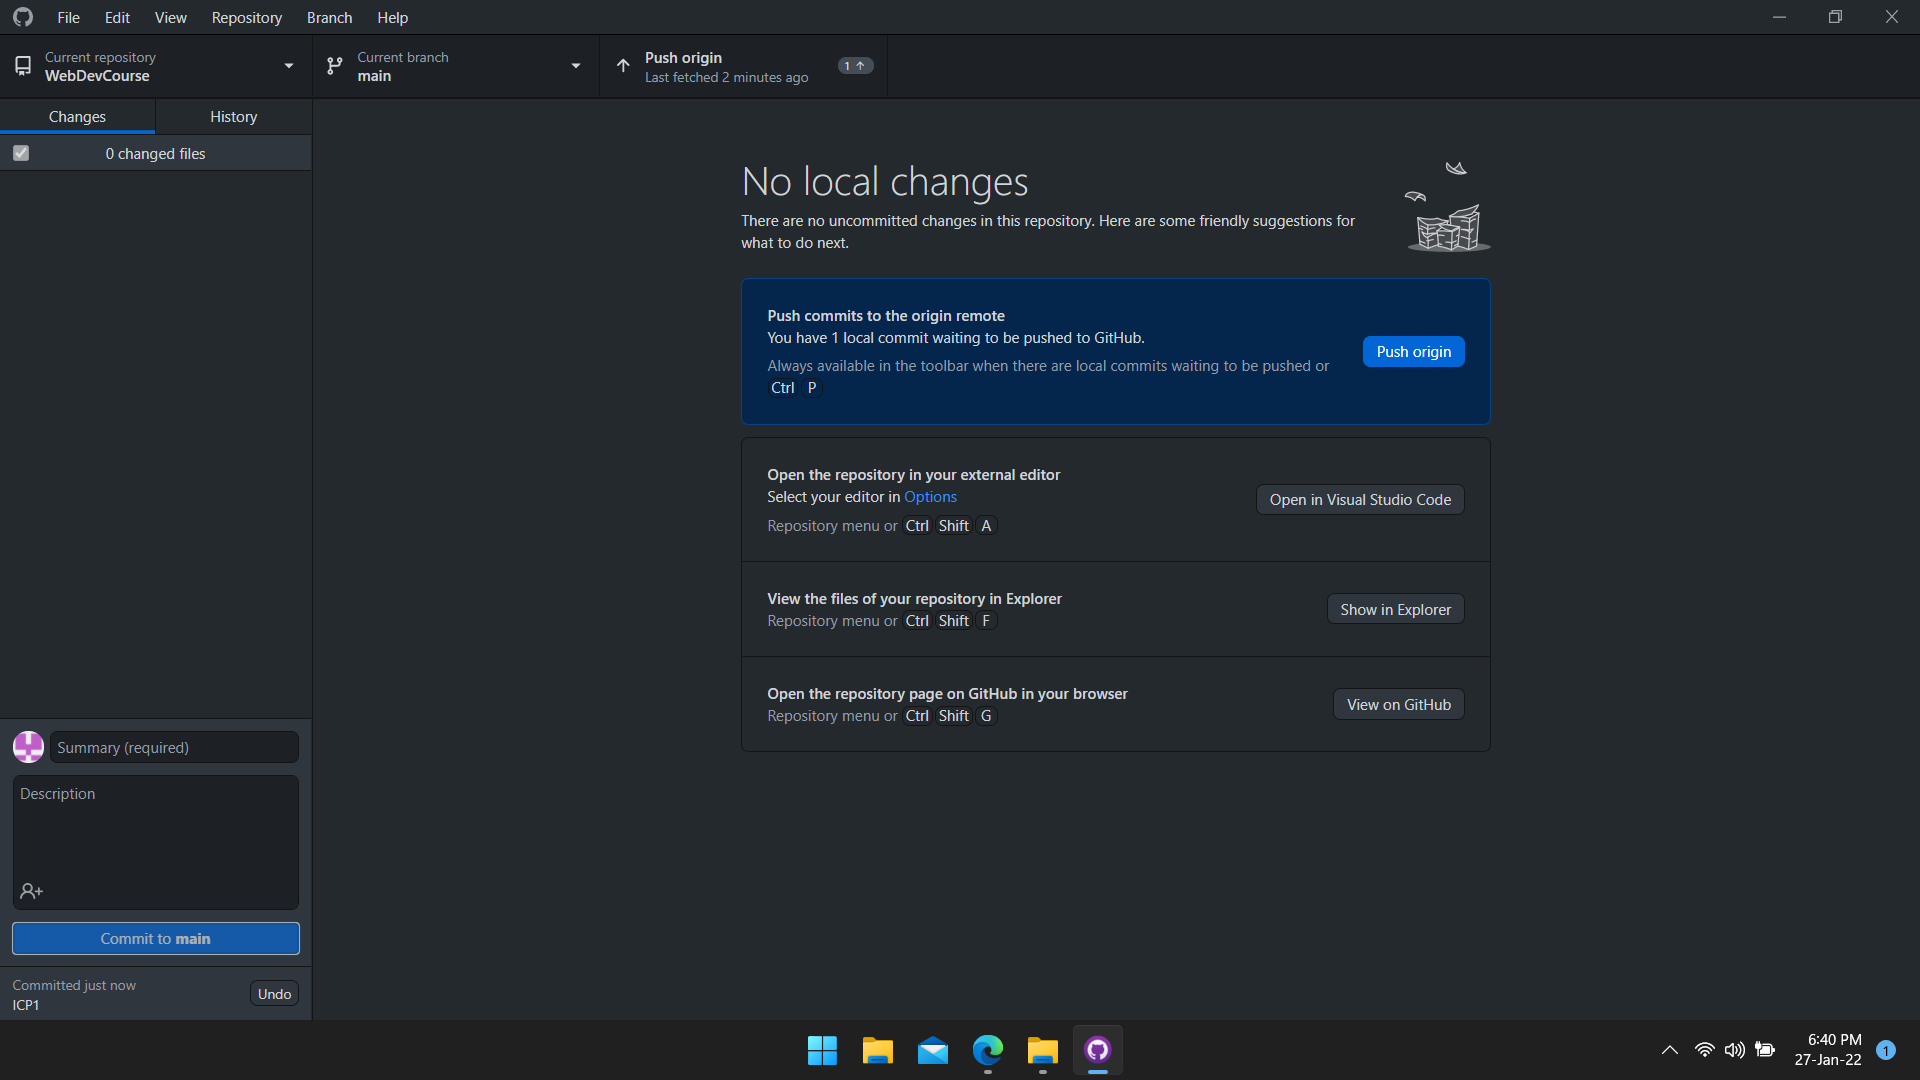 File Edit View Repository Branch Help
Current repository
WebDevCourse
Current branch
main
Push origin
Last fetched 2 minutes ago
1
Changes
History
0 changed files
No local changes
There are no uncommitted changes in this repository. Here are some friendly suggestions for
what to do next.
Push commits to the origin remote
You have 1 local commit waiting to be pushed to GitHub.
Always available in the toolbar when there are local commits waiting to be pushed or
Ctrl P
Push origin
Open the repository in your external editor
Select your editor in Options
Repository menu or Ctrl Shift A
Open in Visual Studio Code
View the files of your repository in Explorer
Repository menu or Ctrl Shift F
Show in Explorer
Open the repository page on GitHub in your browser
Repository menu or Ctrl Shift G
View on GitHub
Summary (required)
Description
Commit to main
Committed just now
ICP1
Undo
6:40 PM
27-Jan-22
1